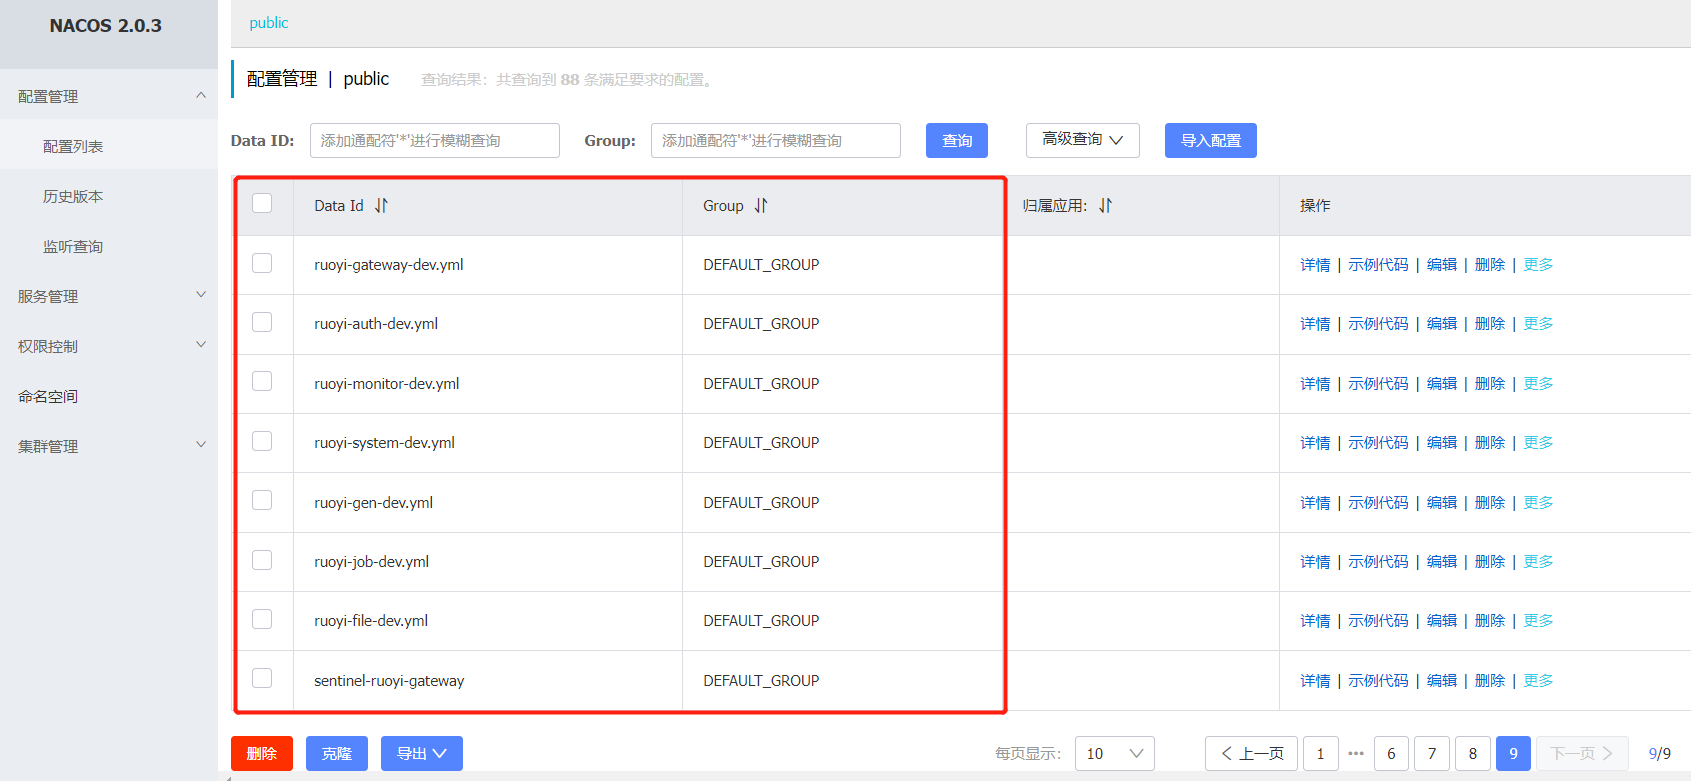 NACOS 2.0.3
配置管理
配置列表
历史版本
监听查询
服务管理
权限控制
命名空间
集群管理
public
配置管理 | public 查询结果：共查询到 88 条满足要求的配置。
Data ID: 添加通配符'*'进行模糊查询 Group: 添加通配符'*'进行模糊查询 查询 高级查询 导入配置
Data Id Group 归属应用: 操作
ruoyi-gateway-dev.yml DEFAULT_GROUP 详情 | 示例代码 | 编辑 | 删除 | 更多
ruoyi-auth-dev.yml DEFAULT_GROUP 详情 | 示例代码 | 编辑 | 删除 | 更多
ruoyi-monitor-dev.yml DEFAULT_GROUP 详情 | 示例代码 | 编辑 | 删除 | 更多
ruoyi-system-dev.yml DEFAULT_GROUP 详情 | 示例代码 | 编辑 | 删除 | 更多
ruoyi-gen-dev.yml DEFAULT_GROUP 详情 | 示例代码 | 编辑 | 删除 | 更多
ruoyi-job-dev.yml DEFAULT_GROUP 详情 | 示例代码 | 编辑 | 删除 | 更多
ruoyi-file-dev.yml DEFAULT_GROUP 详情 | 示例代码 | 编辑 | 删除 | 更多
sentinel-ruoyi-gateway DEFAULT_GROUP 详情 | 示例代码 | 编辑 | 删除 | 更多
删除 克隆 导出 每页显示: 10 上一页 1 ••• 6 7 8 9 下一页 9/9